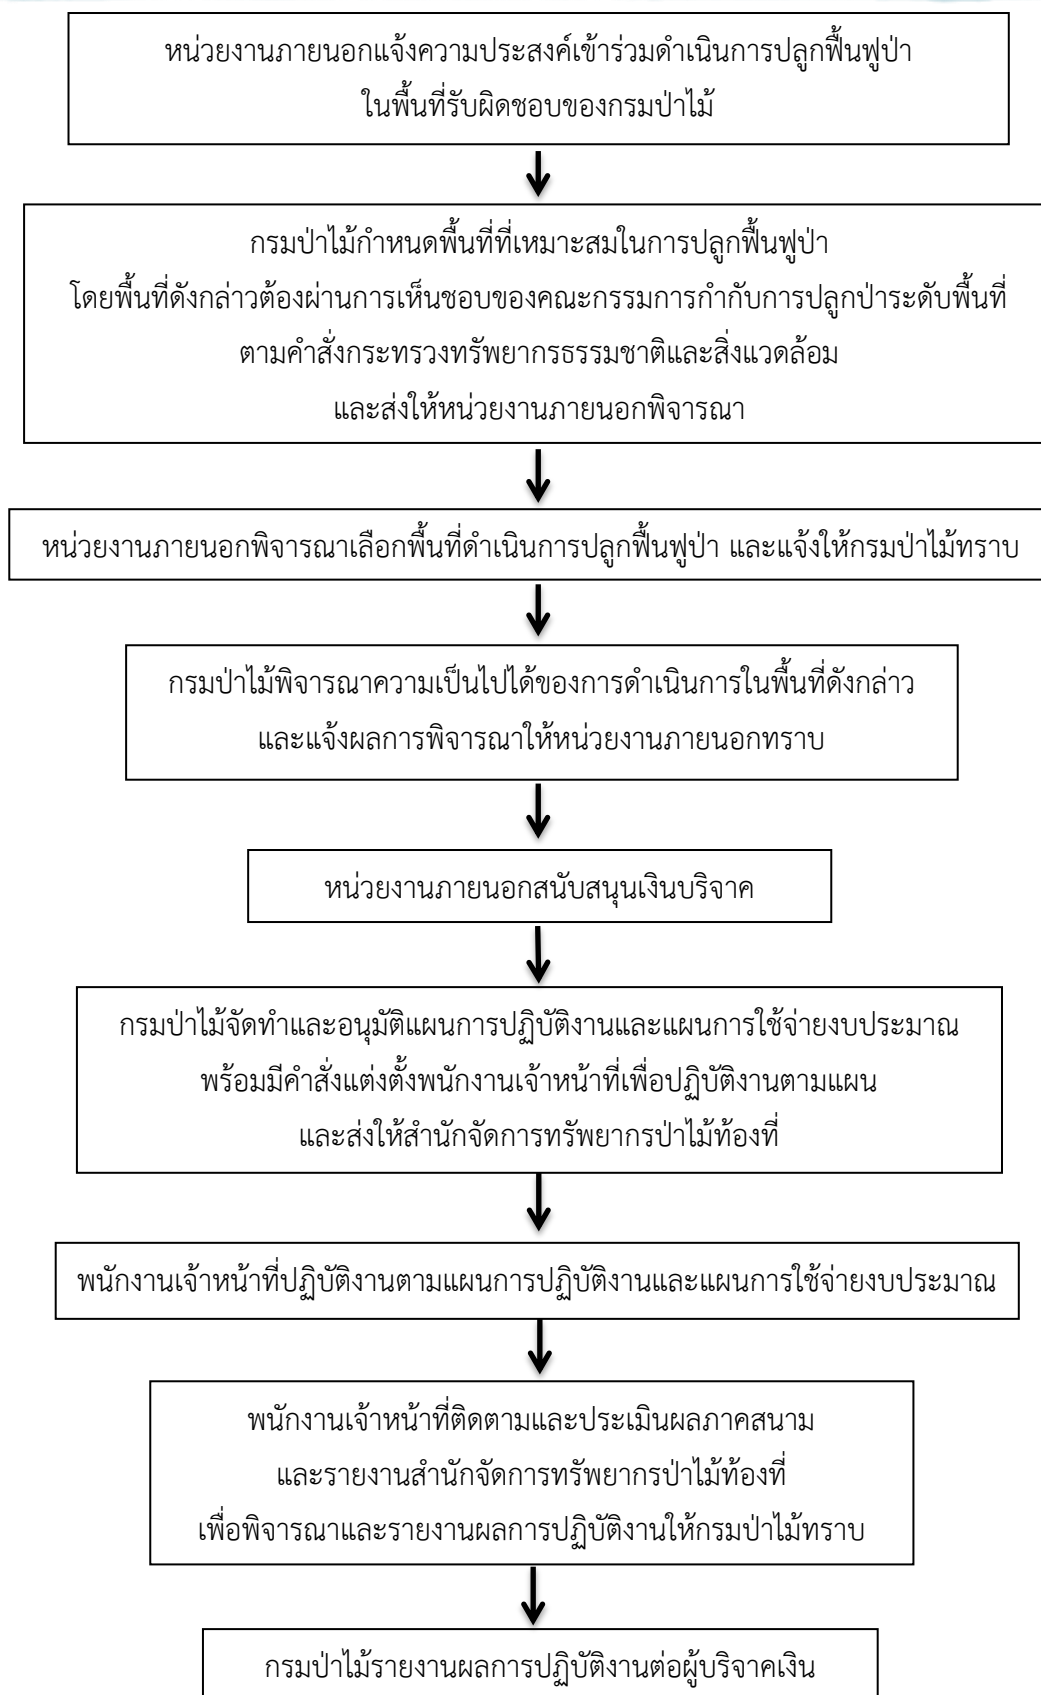 หน่วยงานภายนอกแจ้งความประสงค์เข้าร่วมดำเนินการปลูกฟื้นฟูป่า
ในพื้นที่รับผิดชอบของกรมป่าไม้
กรมป่าไม้กำหนดพื้นที่ที่เหมาะสมในการปลูกฟื้นฟูป่า
โดยพื้นที่ดังกล่าวต้องผ่านการเห็นชอบของคณะกรรมการกำกับการปลูกป่าระดับพื้นที่
ตามคำสั่งกระทรวงทรัพยากรธรรมชาติและสิ่งแวดล้อม
และส่งให้หน่วยงานภายนอกพิจารณา
หน่วยงานภายนอกพิจารณาเลือกพื้นที่ดำเนินการปลูกฟื้นฟูป่า และแจ้งให้กรมป่าไม้ทราบ
กรมป่าไม้พิจารณาความเป็นไปได้ของการดำเนินการในพื้นที่ดังกล่าว
และแจ้งผลการพิจารณาให้หน่วยงานภายนอกทราบ
หน่วยงานภายนอกสนับสนุนเงินบริจาค
กรมป่าไม้จัดทำและอนุมัติแผนการปฏิบัติงานและแผนการใช้จ่ายงบประมาณ
พร้อมมีคำสั่งแต่งตั้งพนักงานเจ้าหน้าที่เพื่อปฏิบัติงานตามแผน
และส่งให้สำนักจัดการทรัพยากรป่าไม้ท้องที่
พนักงานเจ้าหน้าที่ปฏิบัติงานตามแผนการปฏิบัติงานและแผนการใช้จ่ายงบประมาณ
พนักงานเจ้าหน้าที่ติดตามและประเมินผลภาคสนาม
และรายงานสำนักจัดการทรัพยากรป่าไม้ท้องที่
เพื่อพิจารณาและรายงานผลการปฏิบัติงานให้กรมป่าไม้ทราบ
กรมป่าไม้รายงานผลการปฏิบัติงานต่อผู้บริจาคเงิน